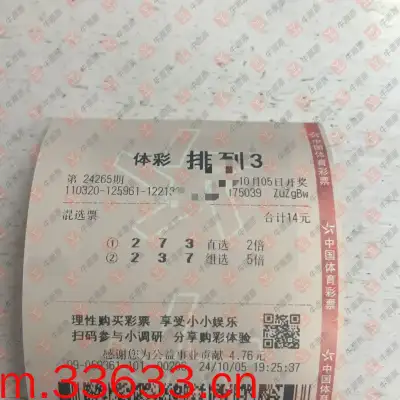 体彩 排列3
第 24265期 10月05日开奖
110320-125961-12213 175039 ZuZgBw
混选票 合计14元
① 2 7 3 直选 2倍
② 2 3 7 组选 5倍
理性购买彩票 享受小小娱乐
扫码参与小调研 分享购彩体验
感谢您为公益事业贡献 4.76元
24/10/05 19:25:37
中国体育彩票
中国体育彩票
m.33633.cn